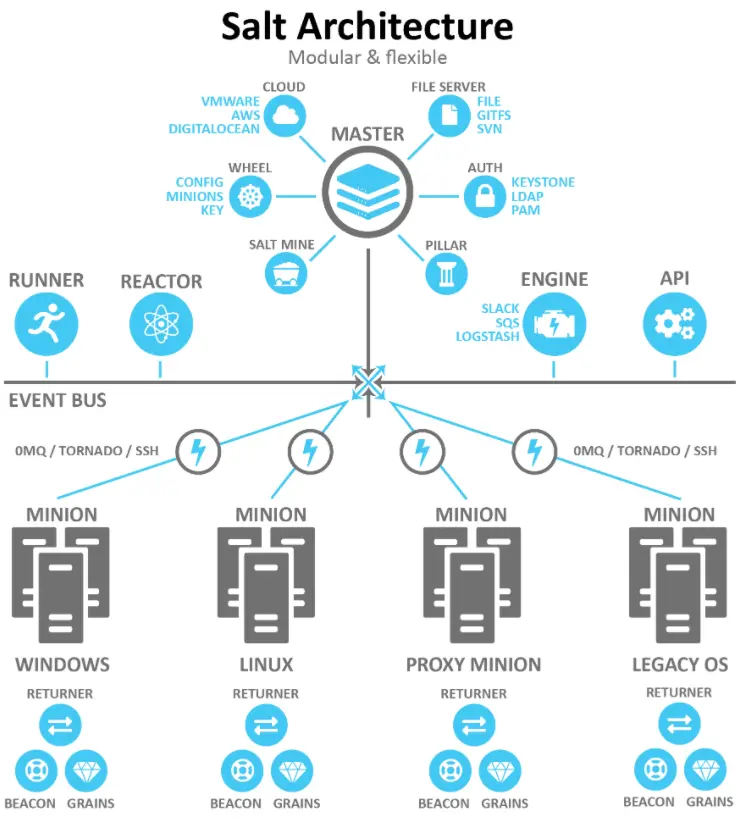 Salt Architecture
Modular & flexible
CLOUD
VMWARE
AWS
DIGITALOCEAN
FILE SERVER
FILE
GITFS
SVN
MASTER
WHEEL
CONFIG
MINIONS
KEY
AUTH
KEYSTONE
LDAP
PAM
SALT MINE
PILLAR
RUNNER
REACTOR
ENGINE
SLACK
SQS
LOGSTASH
API
EVENT BUS
0MQ / TORNADO / SSH
0MQ / TORNADO / SSH
MINION
MINION
MINION
MINION
WINDOWS
LINUX
PROXY MINION
LEGACY OS
RETURNER
RETURNER
RETURNER
RETURNER
BEACON
GRAINS
BEACON
GRAINS
BEACON
GRAINS
BEACON
GRAINS